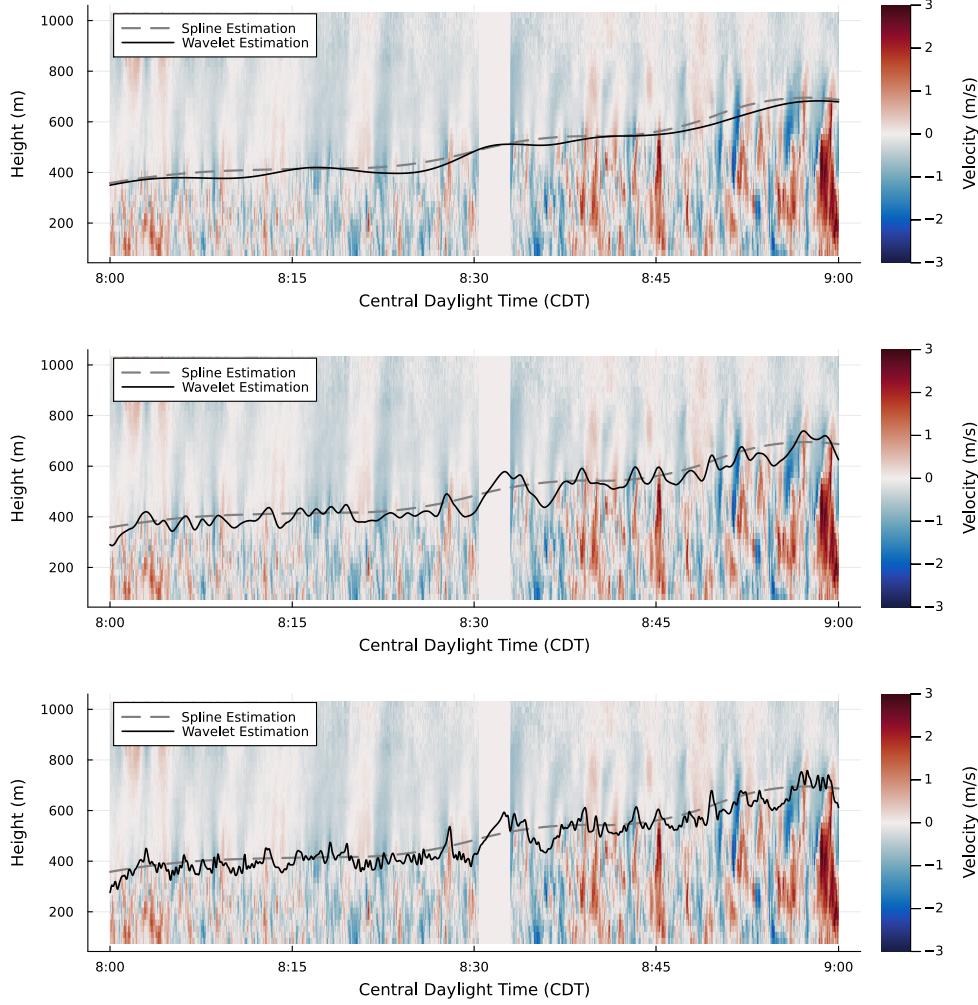 1000
800
600
400
200
Height (m)
Spline Estimation
Wavelet Estimation
8:00 8:15 8:30 8:45 9:00
Central Daylight Time (CDT)
3
2
1
0
−1
−2
−3
Velocity (m/s)
1000
800
600
400
200
Height (m)
Spline Estimation
Wavelet Estimation
8:00 8:15 8:30 8:45 9:00
Central Daylight Time (CDT)
3
2
1
0
−1
−2
−3
Velocity (m/s)
1000
800
600
400
200
Height (m)
Spline Estimation
Wavelet Estimation
8:00 8:15 8:30 8:45 9:00
Central Daylight Time (CDT)
3
2
1
0
−1
−2
−3
Velocity (m/s)